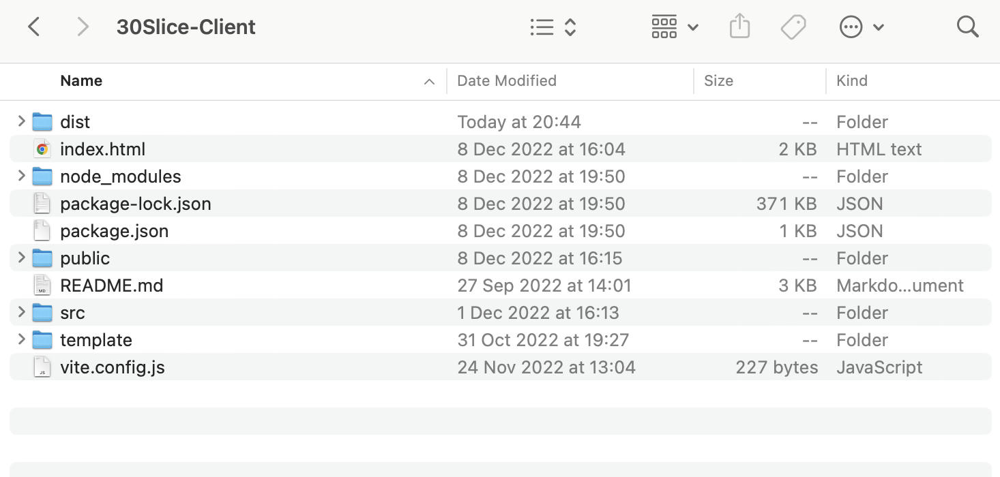 30Slice-Client
Name Date Modified Size Kind
dist Today at 20:44 -- Folder
index.html 8 Dec 2022 at 16:04 2 KB HTML text
node_modules 8 Dec 2022 at 19:50 -- Folder
package-lock.json 8 Dec 2022 at 19:50 371 KB JSON
package.json 8 Dec 2022 at 19:50 1 KB JSON
public 8 Dec 2022 at 16:15 -- Folder
README.md 27 Sep 2022 at 14:01 3 KB Markdo...ument
src 1 Dec 2022 at 16:13 -- Folder
template 31 Oct 2022 at 19:27 -- Folder
vite.config.js 24 Nov 2022 at 13:04 227 bytes JavaScript